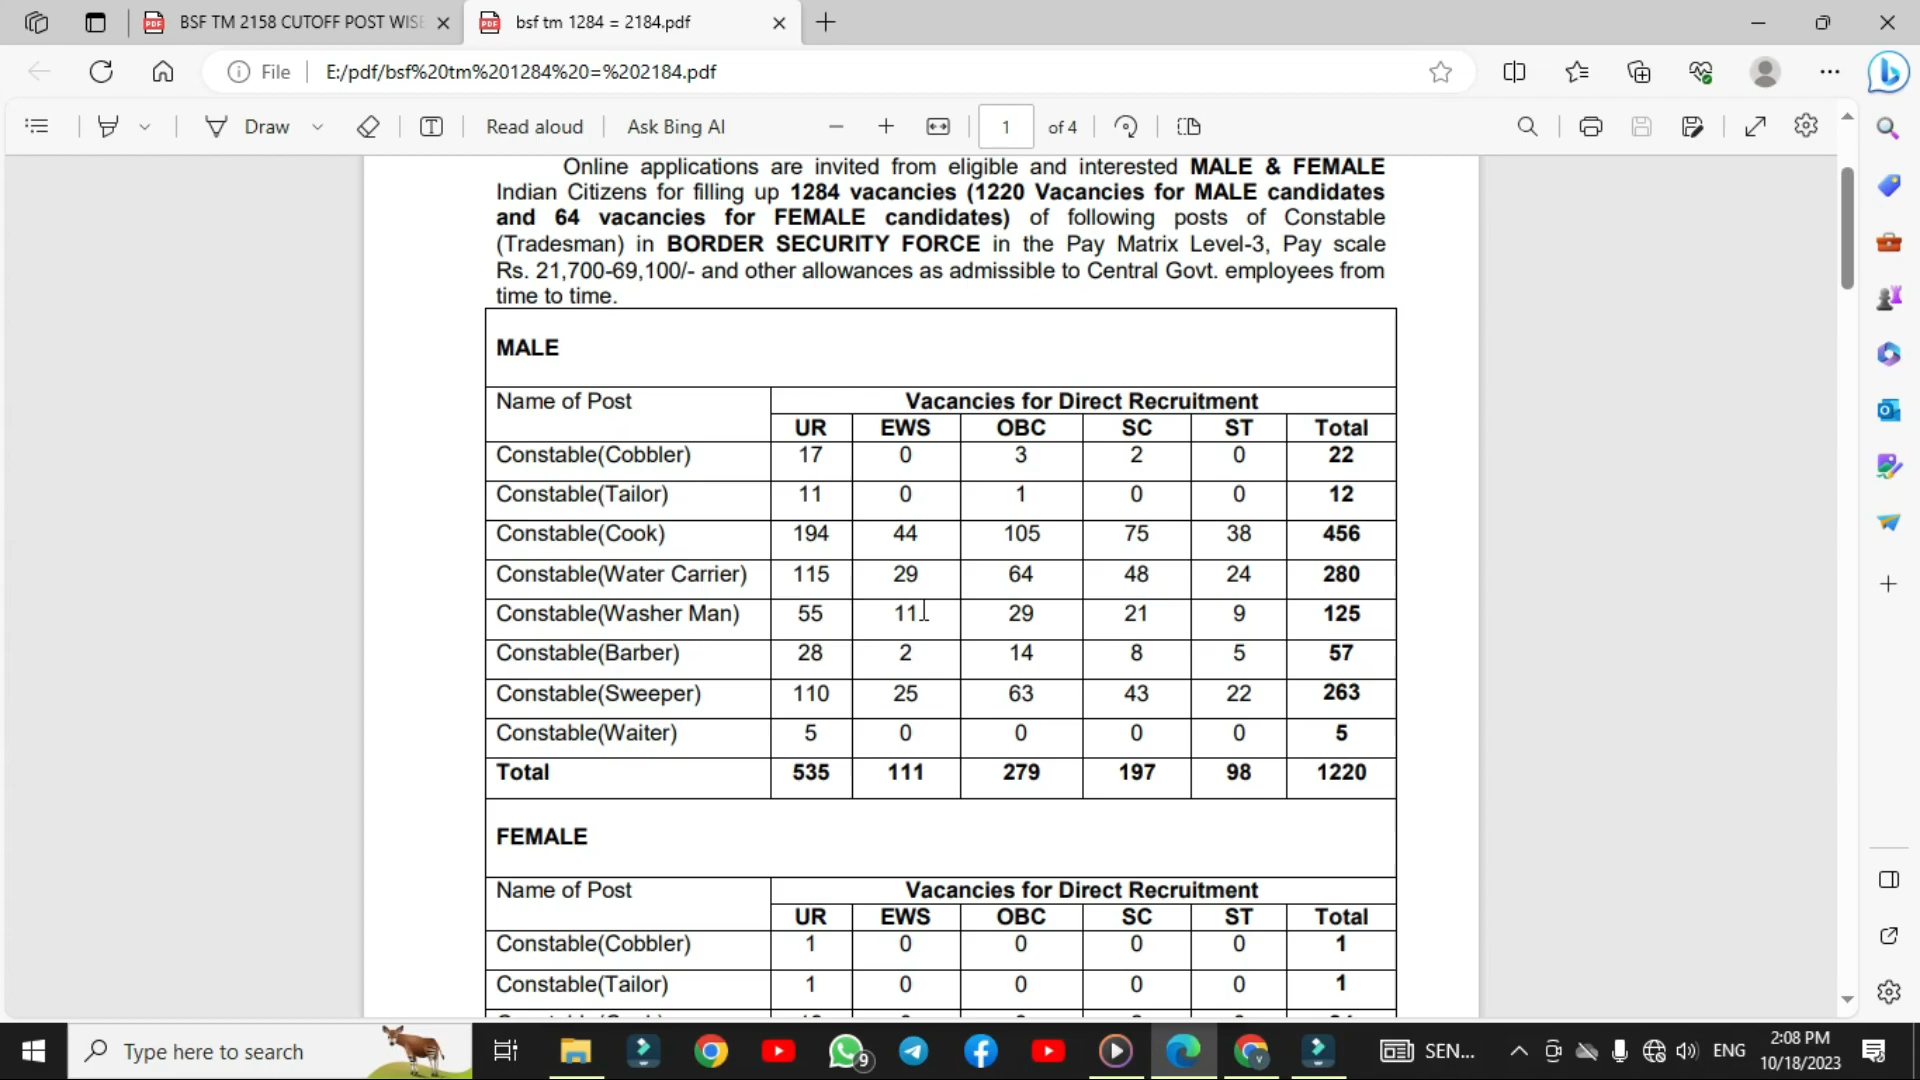 BSF TM 2158 CUTOFF POST WISE
bsf tm 1284 = 2184.pdf
File
E:/pdf/bsf%20tm%201284%20=%202184.pdf
Draw
Read aloud
Ask Bing AI
1 of 4
Online applications are invited from eligible and interested MALE & FEMALE
Indian Citizens for filling up 1284 vacancies (1220 Vacancies for MALE candidates
and 64 vacancies for FEMALE candidates) of following posts of Constable
(Tradesman) in BORDER SECURITY FORCE in the Pay Matrix Level-3, Pay scale
Rs. 21,700-69,100/- and other allowances as admissible to Central Govt. employees from
time to time.
MALE
Name of Post Vacancies for Direct Recruitment
UR EWS OBC SC ST Total
Constable(Cobbler) 17 0 3 2 0 22
Constable(Tailor) 11 0 1 0 0 12
Constable(Cook) 194 44 105 75 38 456
Constable(Water Carrier) 115 29 64 48 24 280
Constable(Washer Man) 55 11 29 21 9 125
Constable(Barber) 28 2 14 8 5 57
Constable(Sweeper) 110 25 63 43 22 263
Constable(Waiter) 5 0 0 0 0 5
Total 535 111 279 197 98 1220
FEMALE
Name of Post Vacancies for Direct Recruitment
UR EWS OBC SC ST Total
Constable(Cobbler) 1 0 0 0 0 1
Constable(Tailor) 1 0 0 0 0 1
Type here to search
9
SEN...
ENG
2:08 PM
10/18/2023